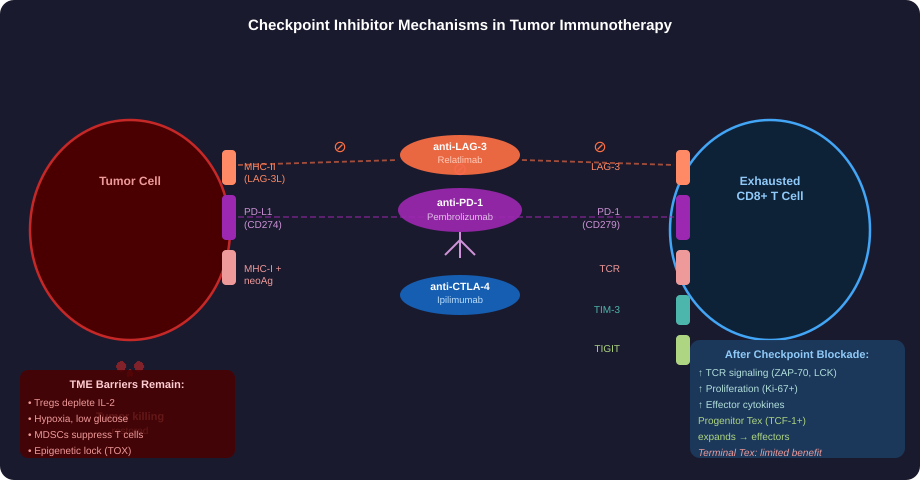 Checkpoint Inhibitor Mechanisms in Tumor Immunotherapy
Tumor Cell
MHC-II
(LAG-3L)
PD-L1
(CD274)
MHC-I +
neoAg
anti-LAG-3
Relatlimab
anti-PD-1
Pembrolizumab
anti-CTLA-4
Ipilimumab
LAG-3
PD-1
(CD279)
TCR
TIM-3
TIGIT
Exhausted
CD8+ T Cell
TME Barriers Remain:
• Tregs deplete IL-2
• Hypoxia, low glucose
• MDSCs suppress T cells
• Epigenetic lock (TOX)
killing
After Checkpoint Blockade:
↑ TCR signaling (ZAP-70, LCK)
↑ Proliferation (Ki-67+)
↑ Effector cytokines
Progenitor Tex (TCF-1+)
expands → effectors
Terminal Tex: limited benefit